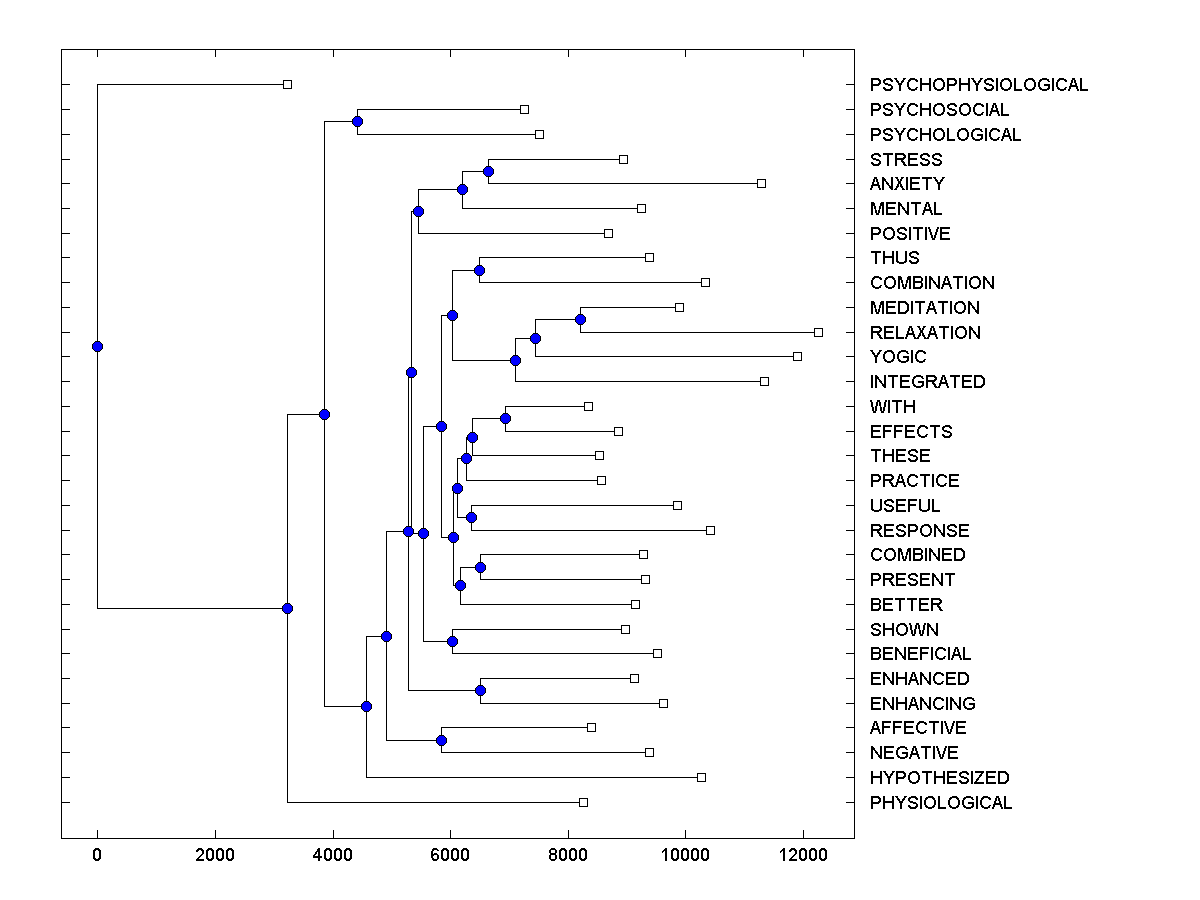 PSYCHOPHYSIOLOGICAL
PSYCHOSOCIAL
PSYCHOLOGICAL
STRESS
ANXIETY
MENTAL
POSITIVE
THUS
COMBINATION
MEDITATION
RELAXATION
YOGIC
INTEGRATED
WITH
EFFECTS
THESE
PRACTICE
USEFUL
RESPONSE
COMBINED
PRESENT
BETTER
SHOWN
BENEFICIAL
ENHANCED
ENHANCING
AFFECTIVE
NEGATIVE
HYPOTHESIZED
PHYSIOLOGICAL
0 2000 4000 6000 8000 10000 12000